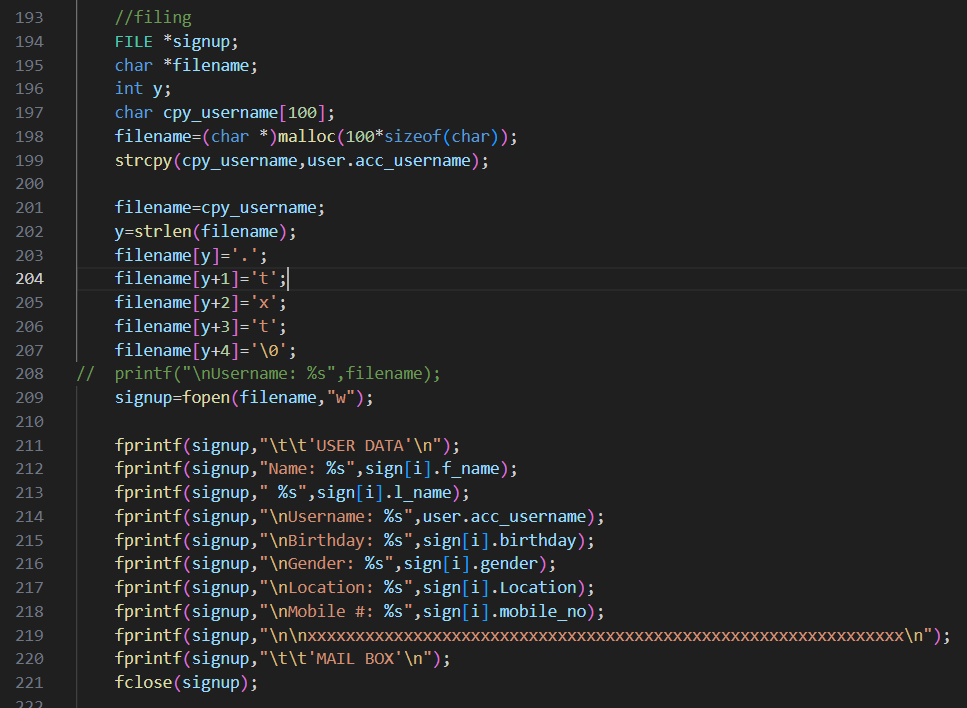 193 //filing
194 FILE *signup;
195 char *filename;
196 int y;
197 char cpy_username[100];
198 filename=(char *)malloc(100*sizeof(char));
199 strcpy(cpy_username,user.acc_username);
200
201 filename=cpy_username;
202 y=strlen(filename);
203 filename[y]='.';
204 filename[y+1]='t';
205 filename[y+2]='x';
206 filename[y+3]='t';
207 filename[y+4]='\0';
208 // printf("\nUsername: %s",filename);
209 signup=fopen(filename,"w");
210
211 fprintf(signup,"\t\t'USER DATA'\n");
212 fprintf(signup,"Name: %s",sign[i].f_name);
213 fprintf(signup," %s",sign[i].l_name);
214 fprintf(signup,"\nUsername: %s",user.acc_username);
215 fprintf(signup,"\nBirthday: %s",sign[i].birthday);
216 fprintf(signup,"\nGender: %s",sign[i].gender);
217 fprintf(signup,"\nLocation: %s",sign[i].Location);
218 fprintf(signup,"\nMobile #: %s",sign[i].mobile_no);
219 fprintf(signup,"\n\nxxxxxxxxxxxxxxxxxxxxxxxxxxxxxxxxxxxxxxxxxxxxxxxxxxxxxxxxxxxxxx\n");
220 fprintf(signup,"\t\t'MAIL BOX'\n");
221 fclose(signup);
222